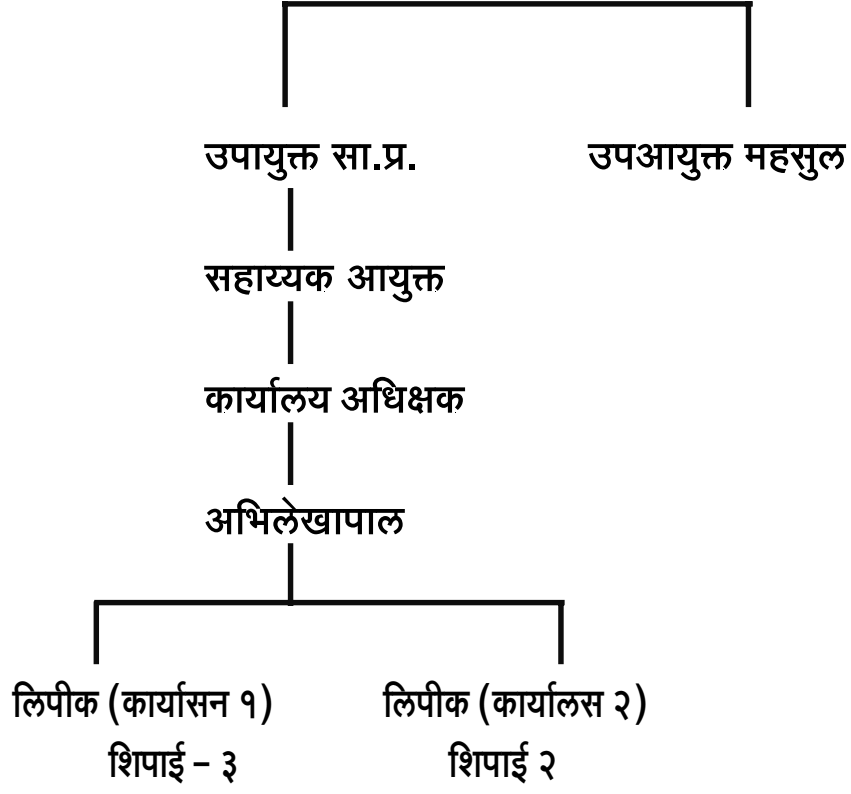 उपायुक्त सा.प्र. उपआयुक्त महसुल
सहाय्यक आयुक्त
कार्यालय अधिक्षक
अभिलेखापाल
लिपीक (कार्यासन १) लिपीक (कार्यालस २)
शिपाई – ३ शिपाई २